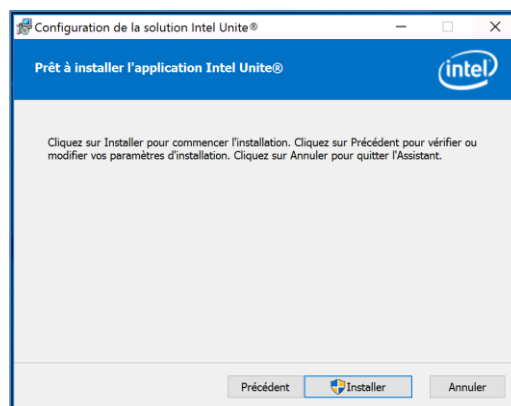 Configuration de la solution Intel Unite®
Prêt à installer l'application Intel Unite®
intel
Cliquez sur Installer pour commencer l'installation. Cliquez sur Précédent pour vérifier ou
modifier vos paramètres d'installation. Cliquez sur Annuler pour quitter l'Assistant.
Précédent
Installer
Annuler